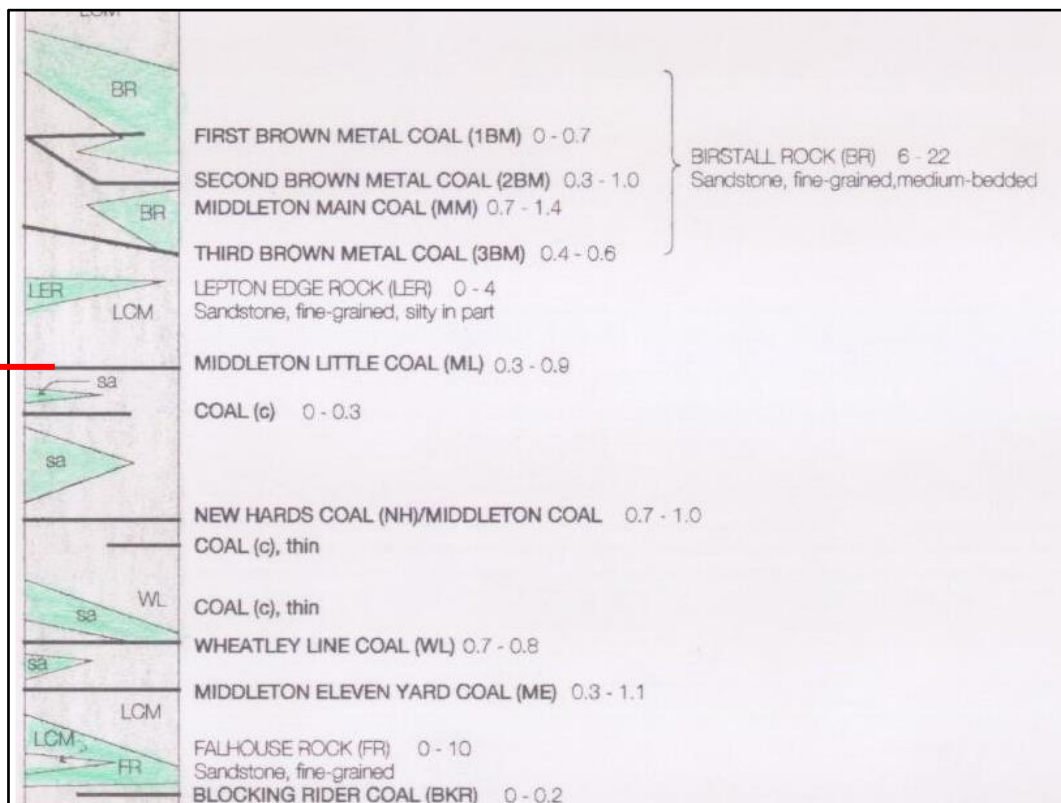 LCM
BR
FIRST BROWN METAL COAL (1BM) 0 - 0.7
BIRSTALL ROCK (BR) 6 - 22
Sandstone, fine-grained,medium-bedded
SECOND BROWN METAL COAL (2BM) 0.3 - 1.0
BR
MIDDLETON MAIN COAL (MM) 0.7 - 1.4
THIRD BROWN METAL COAL (3BM) 0.4 - 0.6
LER
LEPTON EDGE ROCK (LER) 0 - 4
LCM
Sandstone, fine-grained, silty in part
MIDDLETON LITTLE COAL (ML) 0.3 - 0.9
sa
COAL (c) 0 - 0.3
sa
NEW HARDS COAL (NH)/MIDDLETON COAL 0.7 - 1.0
COAL (c), thin
WL
COAL (c), thin
sa
WHEATLEY LINE COAL (WL) 0.7 - 0.8
sa
MIDDLETON ELEVEN YARD COAL (ME) 0.3 - 1.1
LCM
LCM
FALHOUSE ROCK (FR) 0 - 10
FR
Sandstone, fine-grained
BLOCKING RIDER COAL (BKR) 0 - 0.2